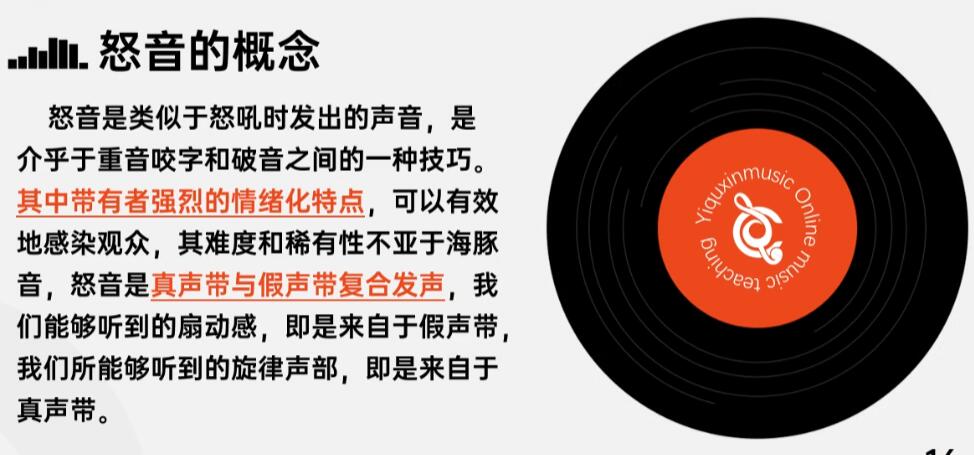 怒音的概念
怒音是类似于怒吼时发出的声音，是
介乎于重音咬字和破音之间的一种技巧。
其中带有者强烈的情绪化特点，可以有效
地感染观众，其难度和稀有性不亚于海豚
音，怒音是真声带与假声带复合发声，我
们能够听到的扇动感，即是来自于假声带，
我们所能够听到的旋律声部，即是来自于
真声带。
Yiquxinmusic Online music teaching